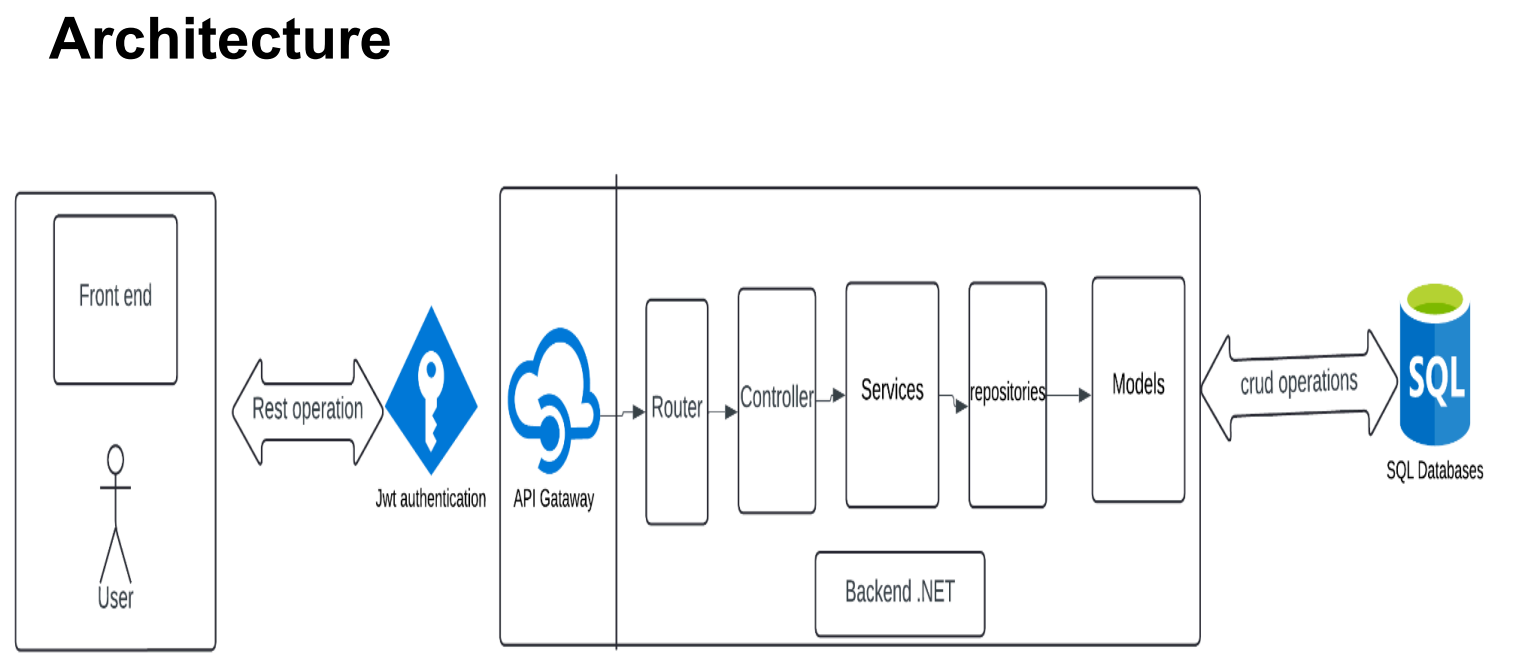 Architecture
Front end
User
Rest operation
Jwt authentication
API Gataway
Router
Controller
Services
repositories
Models
Backend .NET
crud operations
SQL
SQL Databases